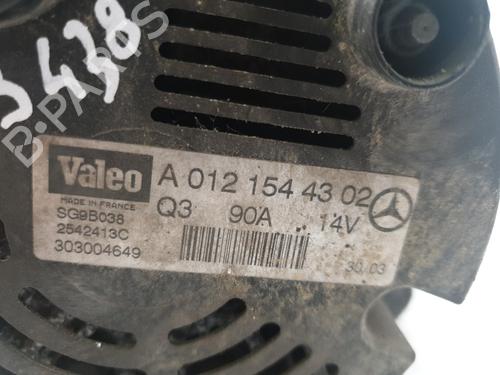 3438
B-PARTS
Valeo A 012 154 43 02
MADE IN FRANCE
SG9B038 Q3 90A 14V
2542413C
303004649
30 03